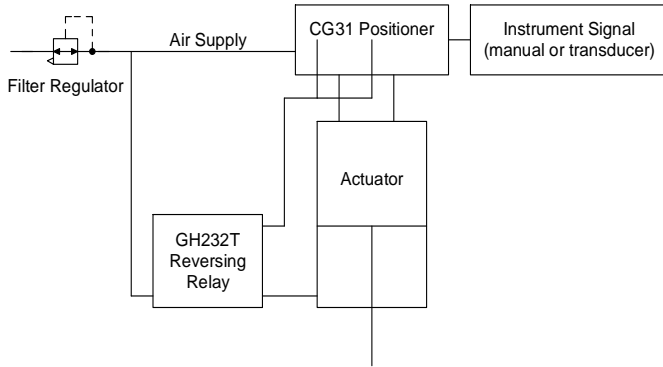 CG31 Positioner
Instrument Signal
(manual or transducer)
Air Supply
Filter Regulator
Actuator
GH232T
Reversing
Relay